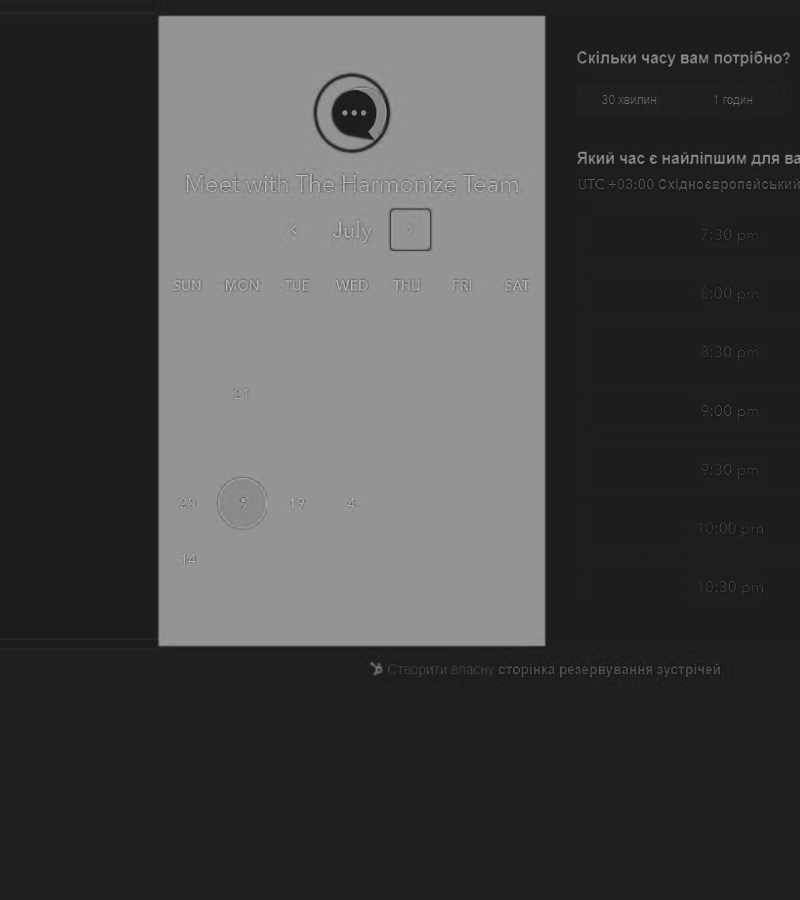 Meet with The Harmonize Team
July
SUN MON TUE WED THU FRI SAT
21
20 9 19 4
14
Скільки часу вам потрібно?
30 хвилин 1 годин
Який час є найліпшим для ва
UTC +03:00 Східноєвропейський
7:30 pm
8:00 pm
8:30 pm
9:00 pm
9:30 pm
10:00 pm
10:30 pm
Створити власну сторінка резервування зустрічей